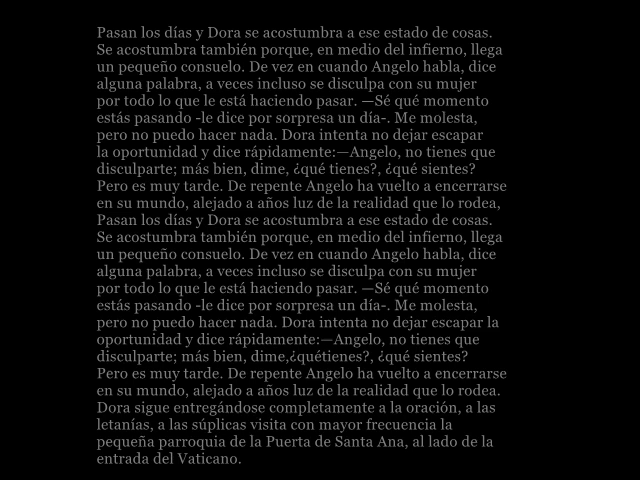 Pasan los días y Dora se acostumbra a ese estado de cosas.
Se acostumbra también porque, en medio del infierno, llega
un pequeño consuelo. De vez en cuando Angelo habla, dice
alguna palabra, a veces incluso se disculpa con su mujer
por todo lo que le está haciendo pasar. —Sé qué momento
estás pasando -le dice por sorpresa un día-. Me molesta,
pero no puedo hacer nada. Dora intenta no dejar escapar
la oportunidad y dice rápidamente:—Angelo, no tienes que
disculparte; más bien, dime, ¿qué tienes?, ¿qué sientes?
Pero es muy tarde. De repente Angelo ha vuelto a encerrarse
en su mundo, alejado a años luz de la realidad que lo rodea,
Pasan los días y Dora se acostumbra a ese estado de cosas.
Se acostumbra también porque, en medio del infierno, llega
un pequeño consuelo. De vez en cuando Angelo habla, dice
alguna palabra, a veces incluso se disculpa con su mujer
por todo lo que le está haciendo pasar. —Sé qué momento
estás pasando -le dice por sorpresa un día-. Me molesta,
pero no puedo hacer nada. Dora intenta no dejar escapar la
oportunidad y dice rápidamente:—Angelo, no tienes que
disculparte; más bien, dime,¿quétienes?, ¿qué sientes?
Pero es muy tarde. De repente Angelo ha vuelto a encerrarse
en su mundo, alejado a años luz de la realidad que lo rodea.
Dora sigue entregándose completamente a la oración, a las
letanías, a las súplicas visita con mayor frecuencia la
pequeña parroquia de la Puerta de Santa Ana, al lado de la
entrada del Vaticano.